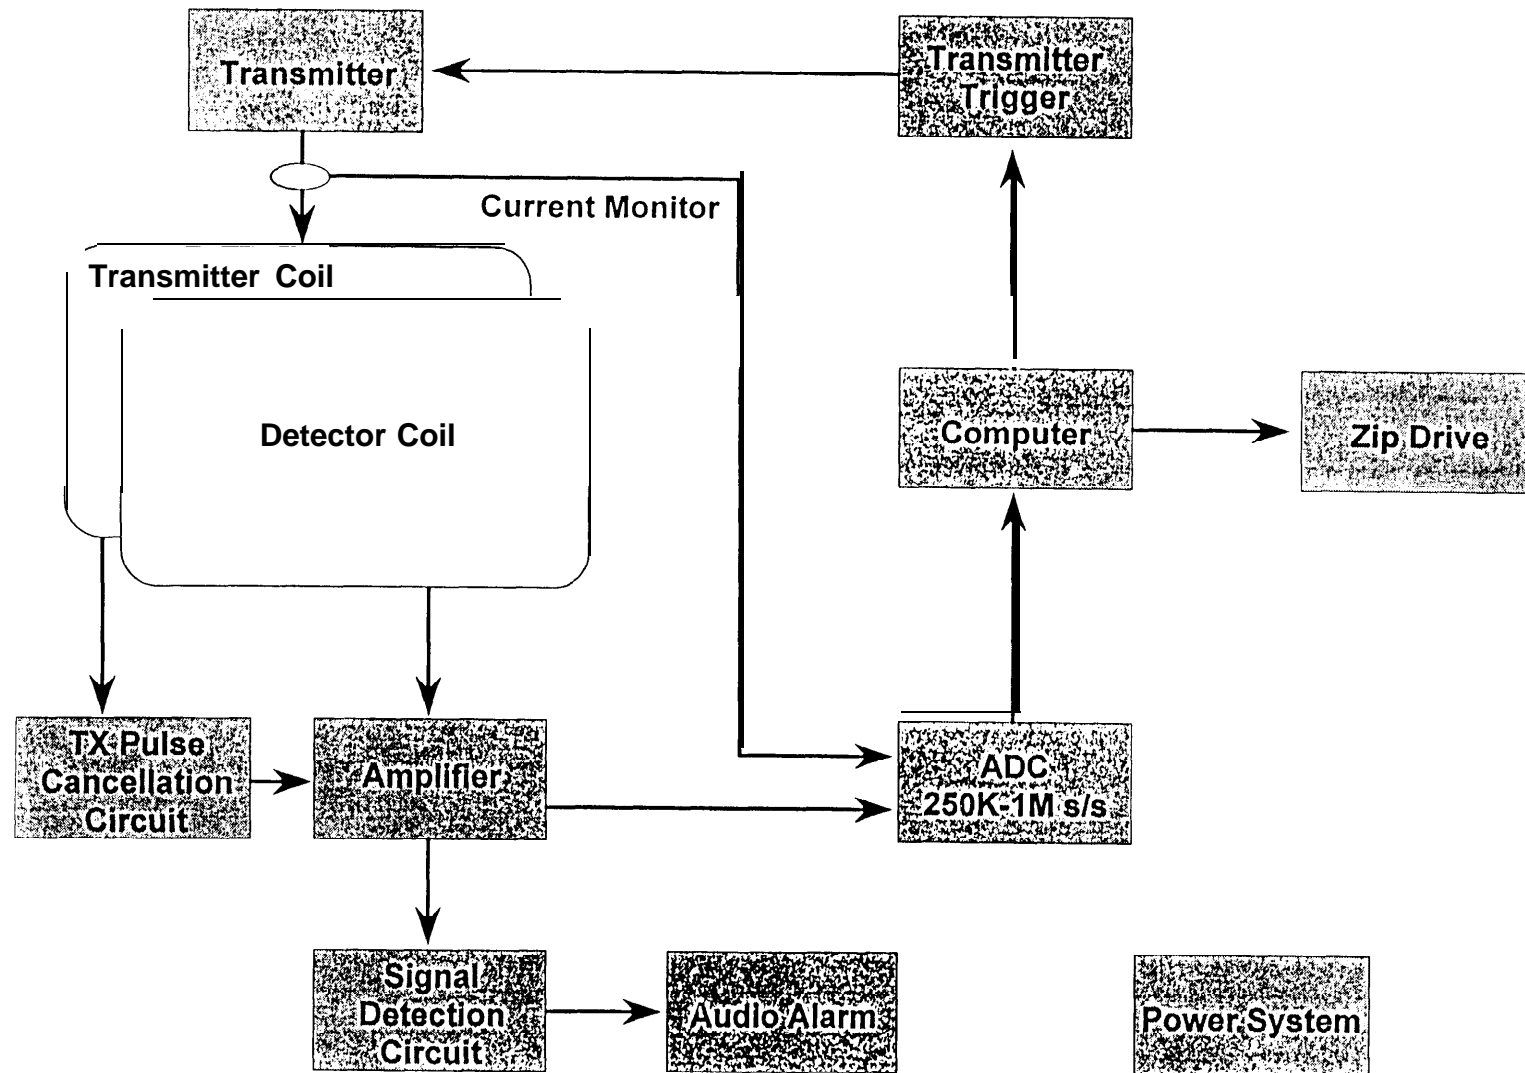 Transmitter
Transmitter
Trigger
Current Monitor
Transmitter Coil
Detector Coil
Computer
Zip Drive
TX Pulse
Cancellation
Circuit
Amplifier
ADC
250K-1M s/s
Signal
Detection
Circuit
Audio Alarm
Power System